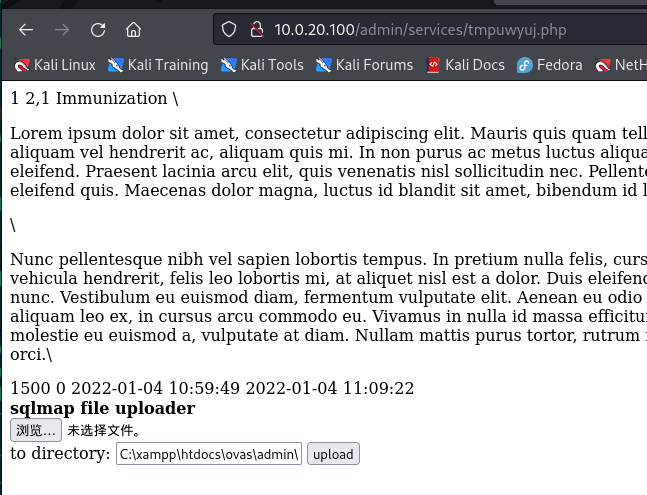 10.0.20.100/admin/services/tmpuwyuj.php
Kali Linux Kali Training Kali Tools Kali Forums Kali Docs Fedora NetH
1 2,1 Immunization \
Lorem ipsum dolor sit amet, consectetur adipiscing elit. Mauris quis quam tell
aliquam vel hendrerit ac, aliquam quis mi. In non purus ac metus luctus aliqua
eleifend. Praesent lacinia arcu elit, quis venenatis nisl sollicitudin nec. Pellente
eleifend quis. Maecenas dolor magna, luctus id blandit sit amet, bibendum id l
\
Nunc pellentesque nibh vel sapien lobortis tempus. In pretium nulla felis, curs
vehicula hendrerit, felis leo lobortis mi, at aliquet nisl est a dolor. Duis eleifend
nunc. Vestibulum eu euismod diam, fermentum vulputate elit. Aenean eu odio
aliquam leo ex, in cursus arcu commodo eu. Vivamus in nulla id massa efficitu
molestie eu euismod a, vulputate at diam. Nullam mattis purus tortor, rutrum
orci.\
1500 0 2022-01-04 10:59:49 2022-01-04 11:09:22
sqlmap file uploader
浏览... 未选择文件。
to directory: C:\xampp\htdocs\ovas\admin\ upload